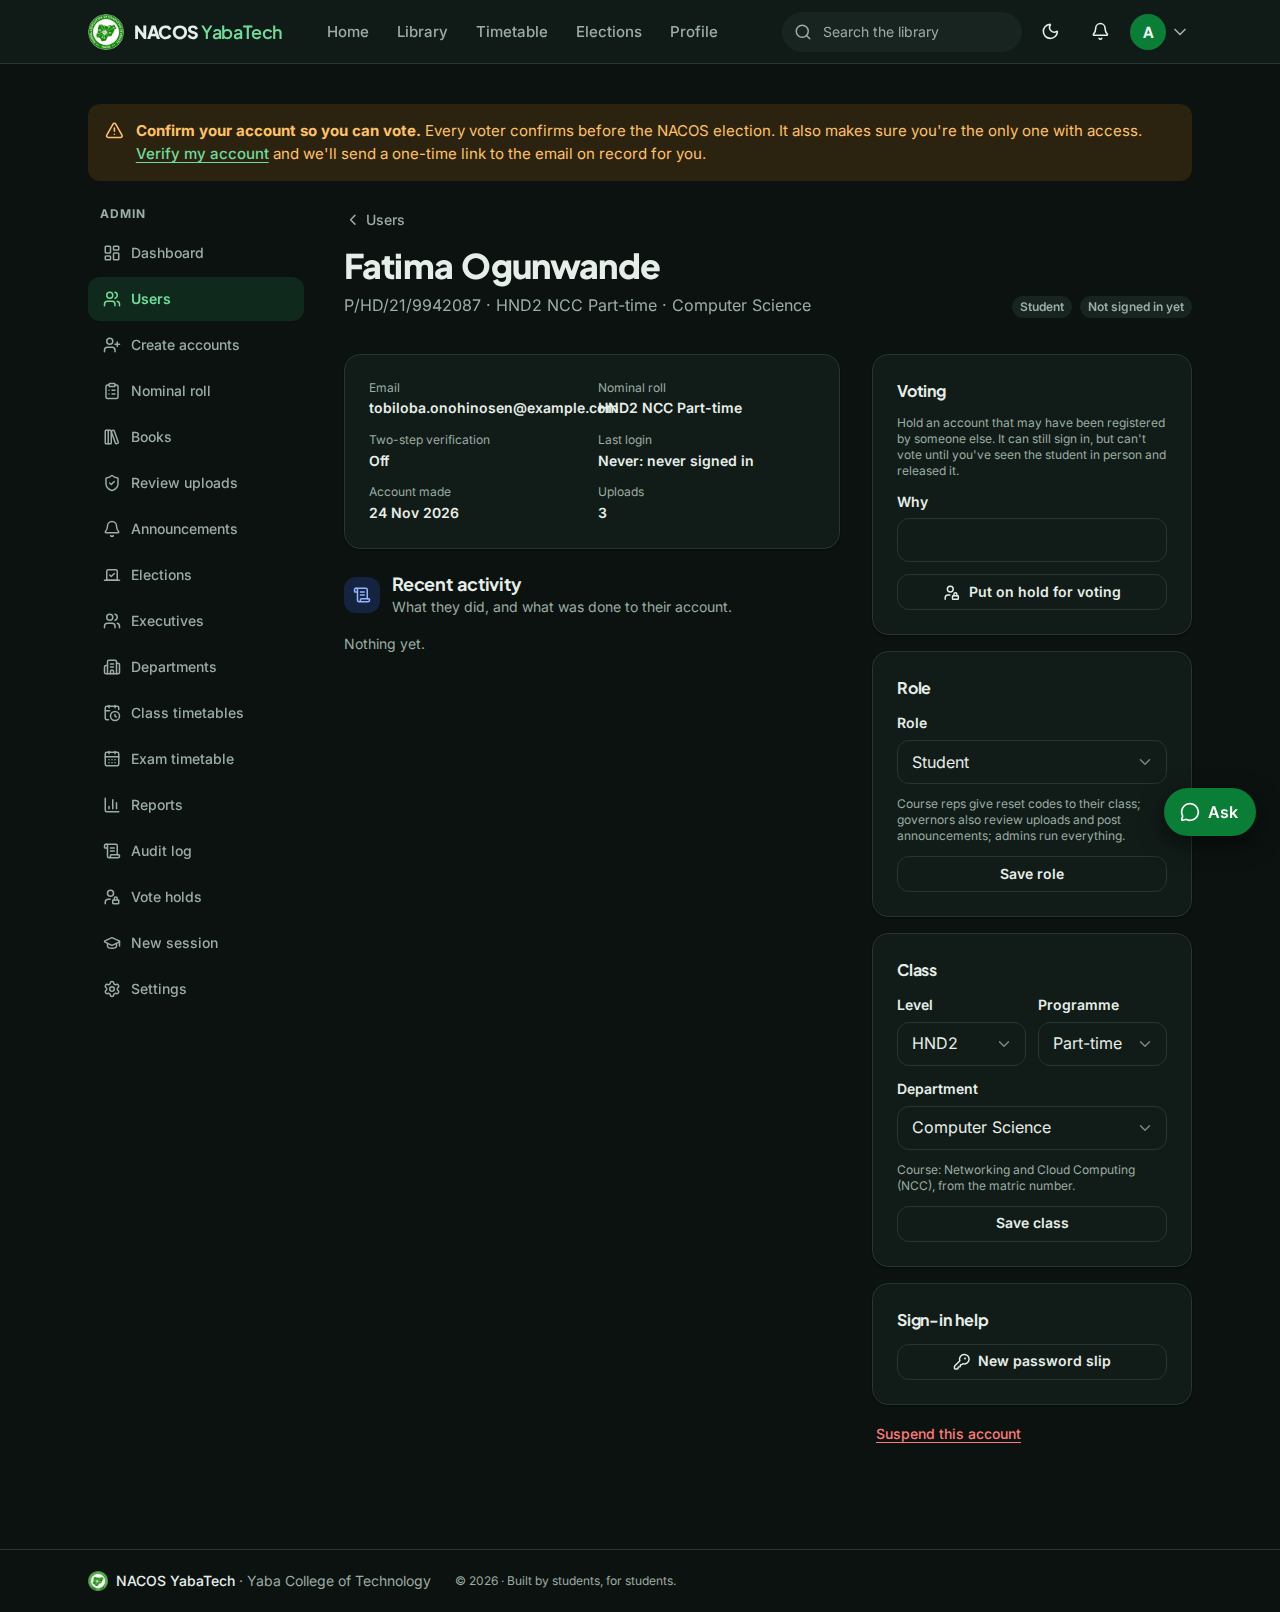 NACOS YabaTech
Home
Library
Timetable
Elections
Profile
Search the library
A
Confirm your account so you can vote. Every voter confirms before the NACOS election. It also makes sure you're the only one with access.
Verify my account and we'll send a one-time link to the email on record for you.
ADMIN
Dashboard
Users
Create accounts
Nominal roll
Books
Review uploads
Announcements
Elections
Executives
Departments
Class timetables
Exam timetable
Reports
Audit log
Vote holds
New session
Settings
Users
Fatima Ogunwande
P/HD/21/9942087 · HND2 NCC Part-time · Computer Science
Student
Not signed in yet
Email
tobiloba.onohinosen@example.com
Nominal roll
HND2 NCC Part-time
Two-step verification
Off
Last login
Never: never signed in
Account made
24 Nov 2026
Uploads
3
Recent activity
What they did, and what was done to their account.
Nothing yet.
Voting
Hold an account that may have been registered
by someone else. It can still sign in, but can't
vote until you've seen the student in person and
released it.
Why
Put on hold for voting
Role
Role
Student
Course reps give reset codes to their class;
governors also review uploads and post
announcements; admins run everything.
Save role
Ask
Class
Level
Programme
HND2
Part-time
Department
Computer Science
Course: Networking and Cloud Computing
(NCC), from the matric number.
Save class
Sign-in help
New password slip
Suspend this account
NACOS YabaTech · Yaba College of Technology
© 2026 · Built by students, for students.